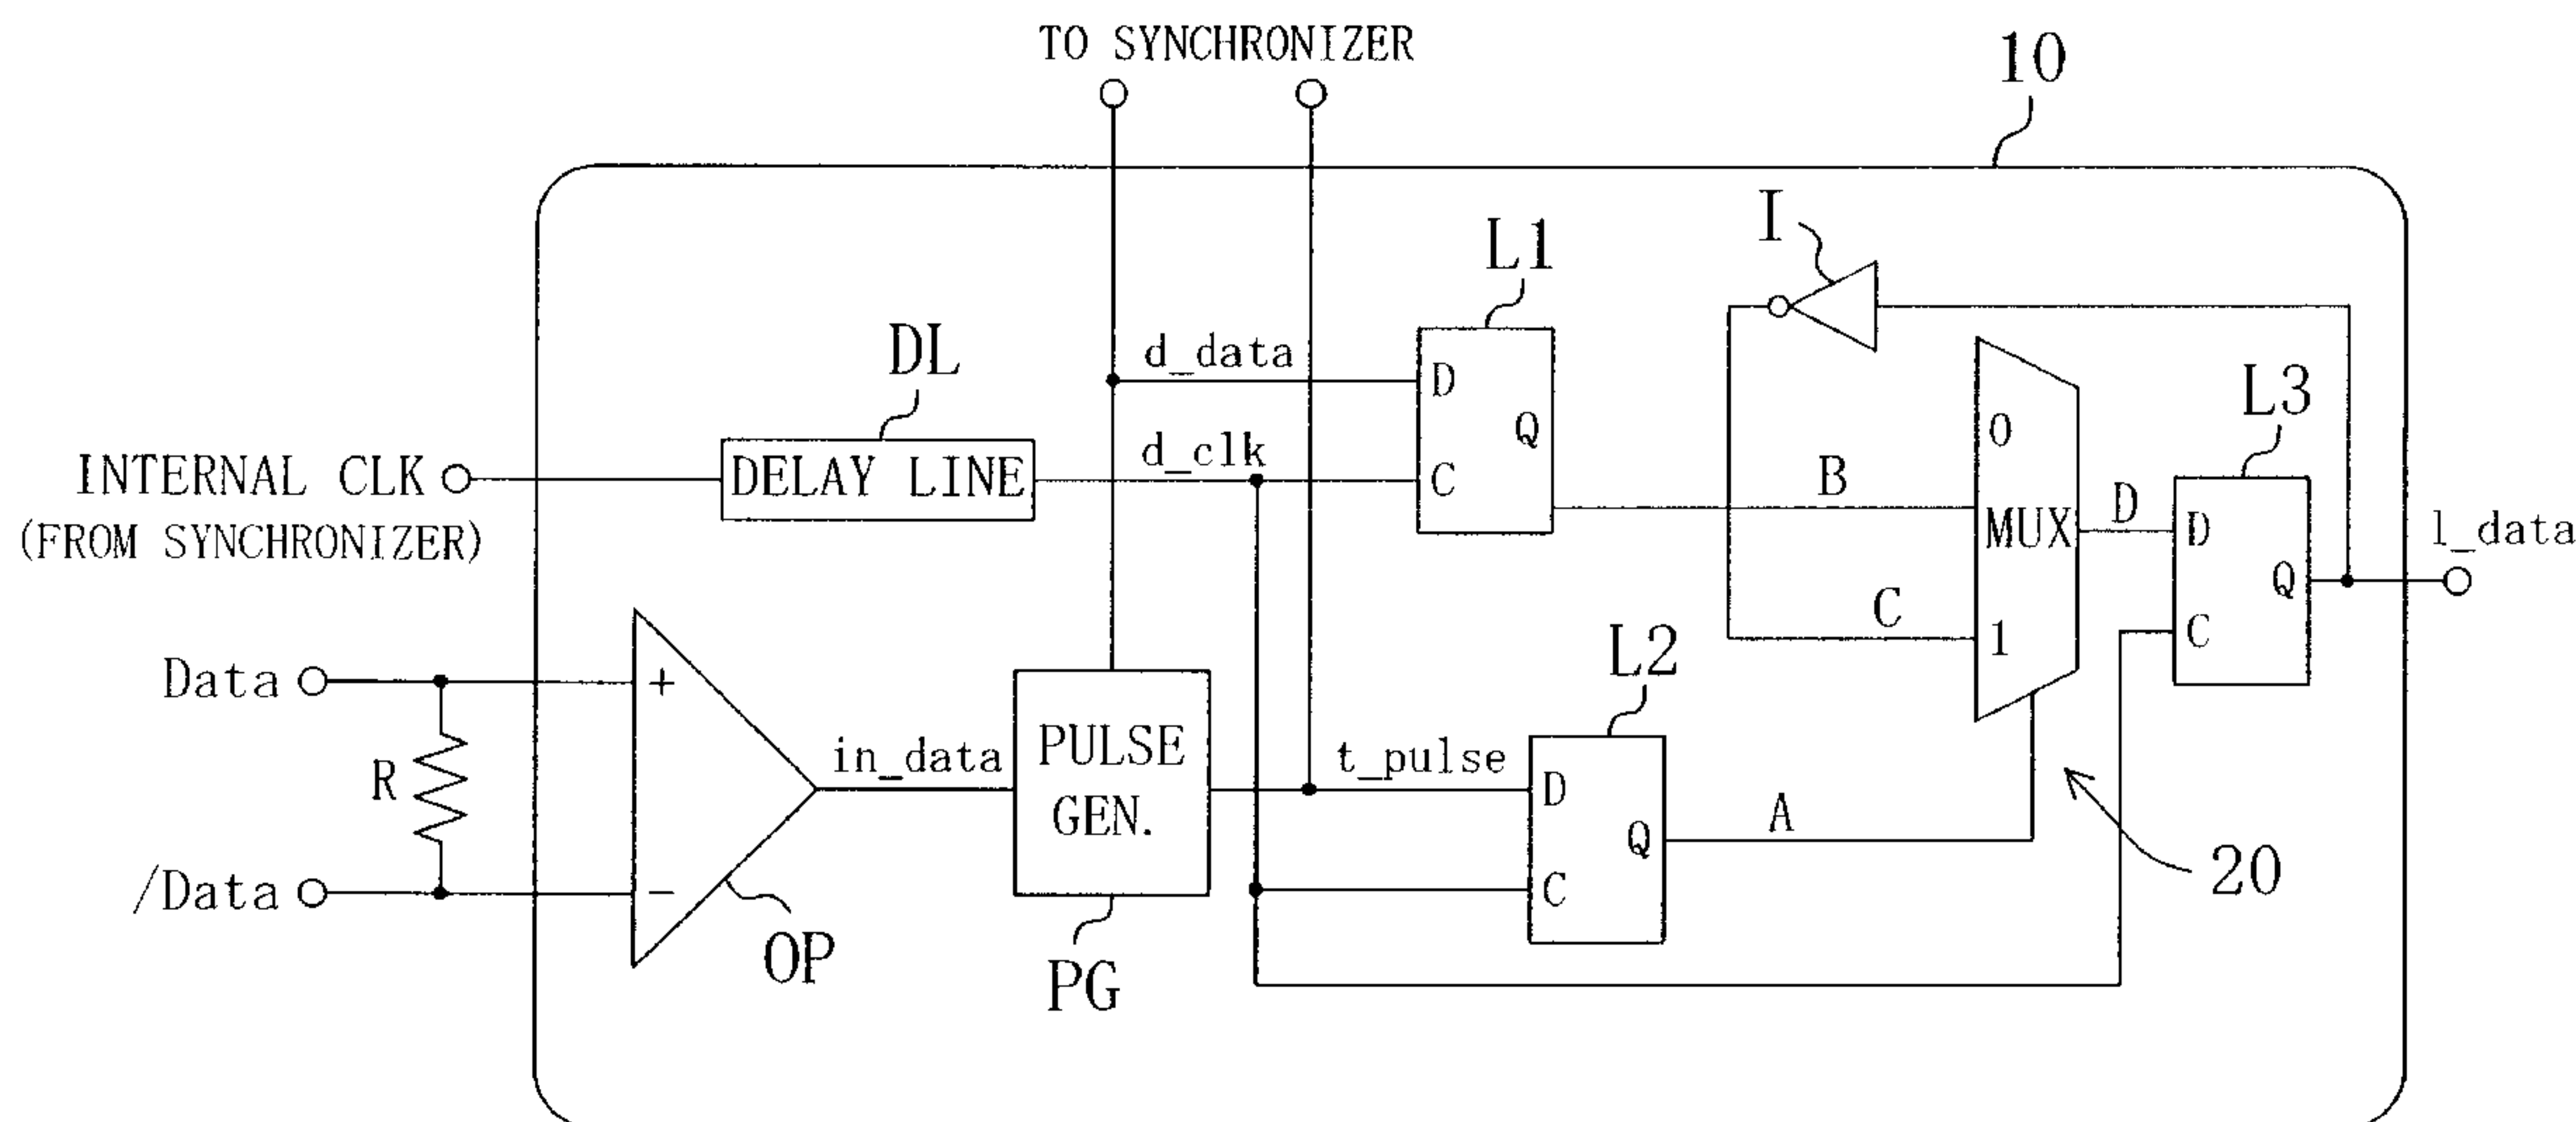 TO SYNCHRONIZER
10
I
L1
DL
d_data
D
L3
0
Q
INTERNAL CLK
(FROM SYNCHRONIZER)
DELAY LINE
d_clk
C
B
MUX
D
D
l_data
Q
C
1
C
L2
Data
+
R
in_data
PULSE
GEN.
t_pulse
D
A
Q
20
/Data
−
C
OP
PG